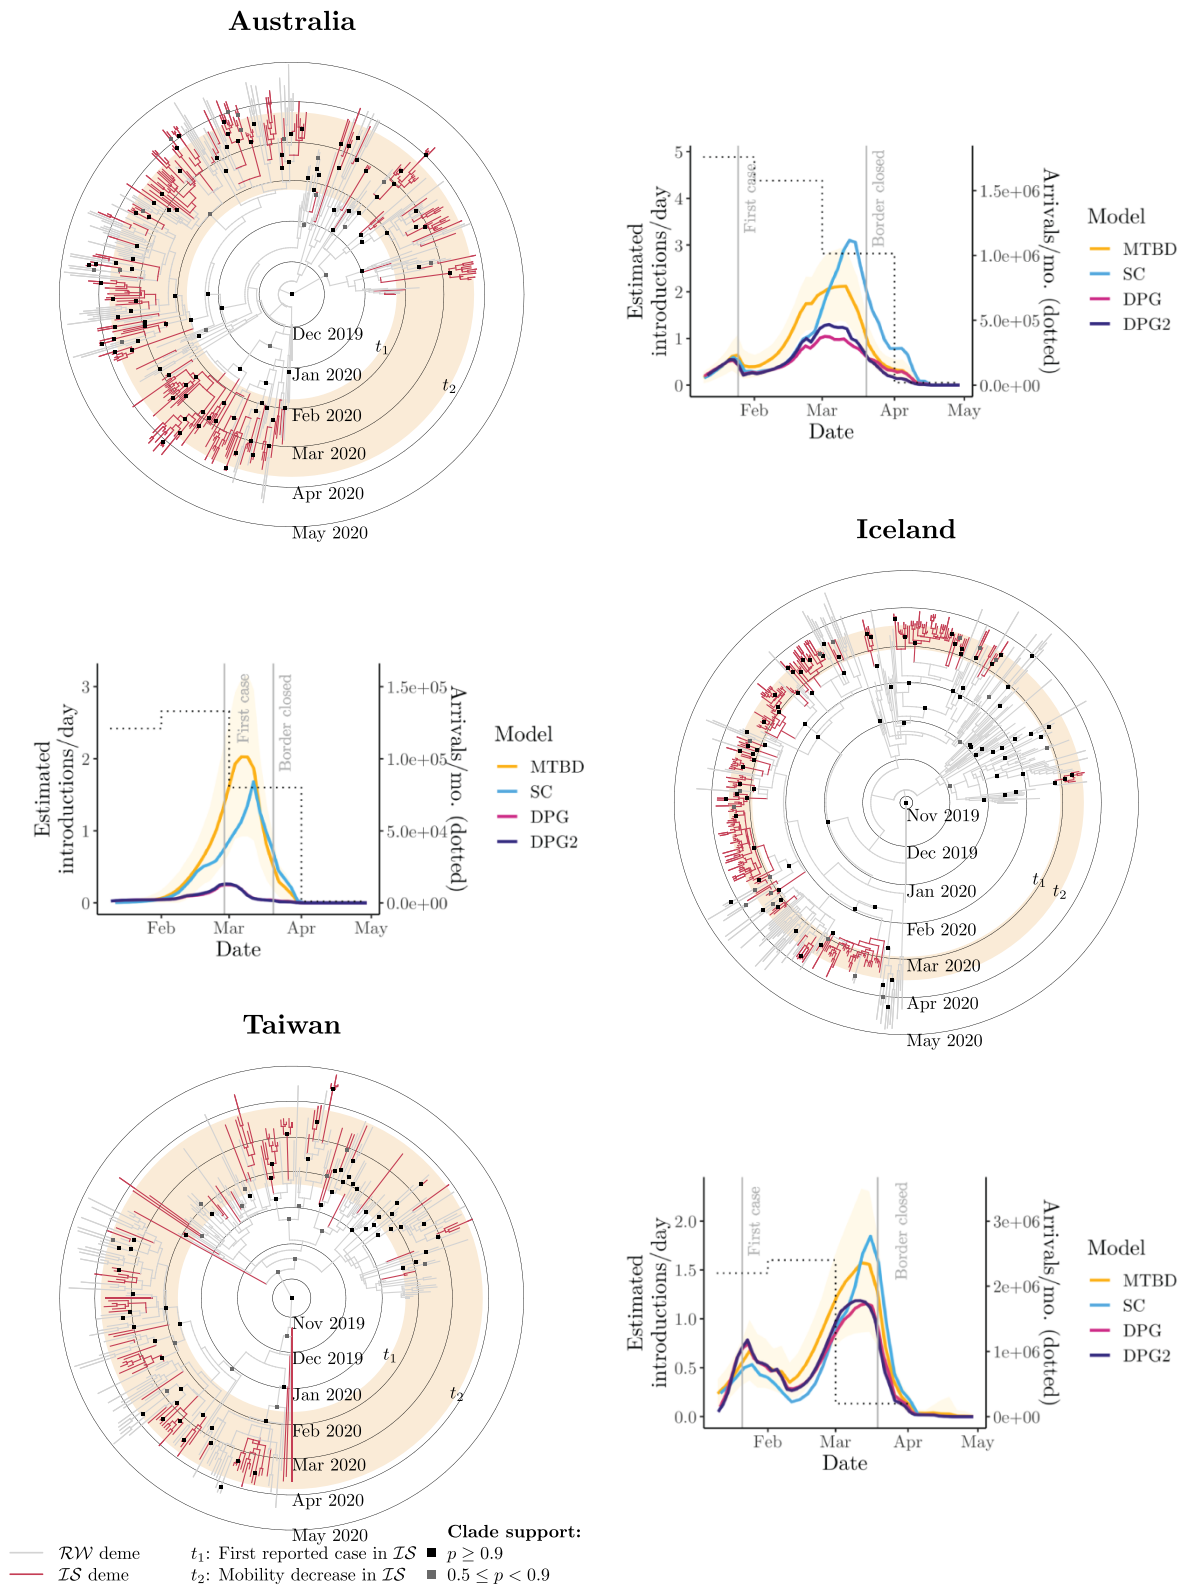 Australia
Dec 2019
Jan 2020
Feb 2020
Mar 2020
Apr 2020
May 2020
t1
t2
Estimated
introductions/day
5
4
3
2
1
0
First case
Border closed
Arrivals/mo. (dotted)
1.5e+06
1.0e+06
5.0e+05
0.0e+00
Feb
Mar
Apr
May
Date
Model
MTBD
SC
DPG
DPG2
Iceland
Nov 2019
Dec 2019
Jan 2020
Feb 2020
Mar 2020
Apr 2020
May 2020
t1
t2
Estimated
introductions/day
3
2
1
0
First case
Border closed
Arrivals/mo. (dotted)
1.5e+05
1.0e+05
5.0e+04
0.0e+00
Feb
Mar
Apr
May
Date
Model
MTBD
SC
DPG
DPG2
Taiwan
Nov 2019
Dec 2019
Jan 2020
Feb 2020
Mar 2020
Apr 2020
May 2020
t1
t2
Estimated
introductions/day
2.0
1.5
1.0
0.5
0.0
First case
Border closed
Arrivals/mo. (dotted)
3e+06
2e+06
1e+06
0e+00
Feb
Mar
Apr
May
Date
Model
MTBD
SC
DPG
DPG2
Clade support:
RW deme t1: First reported case in IS p ≥ 0.9
IS deme t2: Mobility decrease in IS 0.5 ≤ p < 0.9